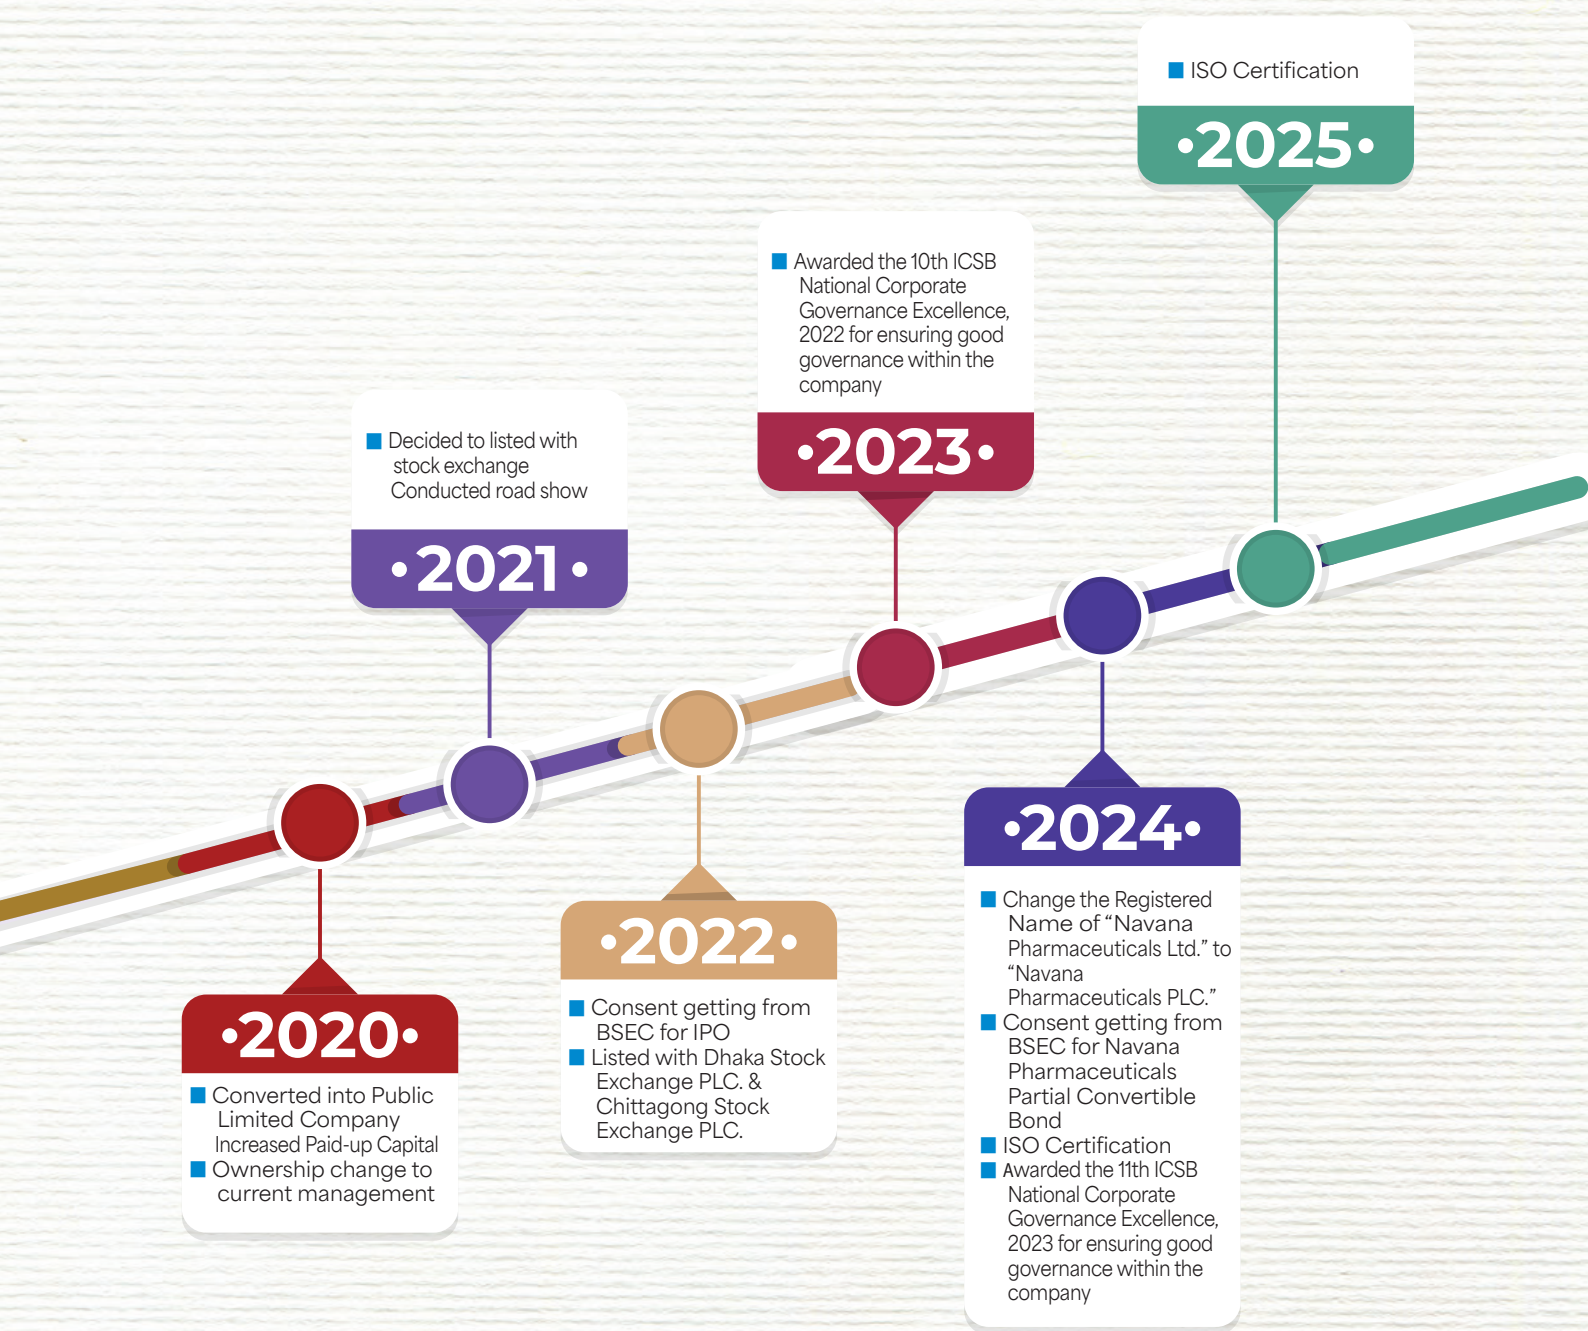 ■ ISO Certification
•2025•
■ Awarded the 10th ICSB
National Corporate
Governance Excellence,
2022 for ensuring good
governance within the
company
•2023•
■ Decided to listed with
stock exchange
Conducted road show
•2021•
•2024•
■ Change the Registered
Name of “Navana
Pharmaceuticals Ltd.” to
“Navana
Pharmaceuticals PLC.”
■ Consent getting from
BSEC for Navana
Pharmaceuticals
Partial Convertible
Bond
■ ISO Certification
■ Awarded the 11th ICSB
National Corporate
Governance Excellence,
2023 for ensuring good
governance within the
company
•2022•
■ Consent getting from
BSEC for IPO
■ Listed with Dhaka Stock
Exchange PLC. &
Chittagong Stock
Exchange PLC.
•2020•
■ Converted into Public
Limited Company
Increased Paid-up Capital
■ Ownership change to
current management